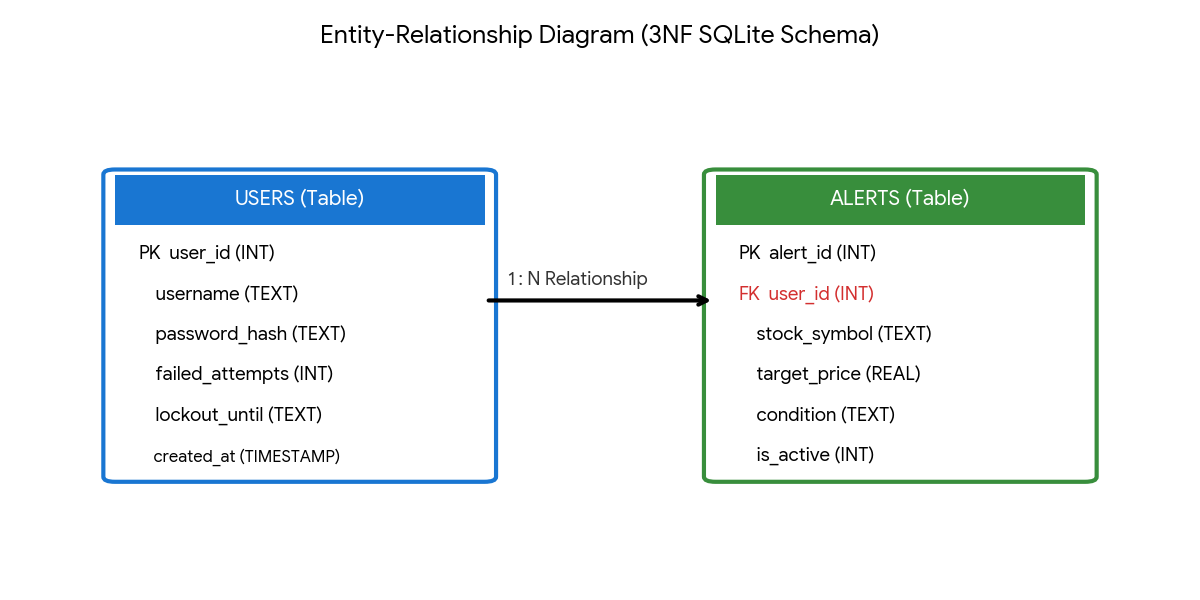 Entity-Relationship Diagram (3NF SQLite Schema)
USERS (Table)
PK user_id (INT)
username (TEXT)
password_hash (TEXT)
failed_attempts (INT)
lockout_until (TEXT)
created_at (TIMESTAMP)
1: N Relationship
ALERTS (Table)
PK alert_id (INT)
FK user_id (INT)
stock_symbol (TEXT)
target_price (REAL)
condition (TEXT)
is_active (INT)